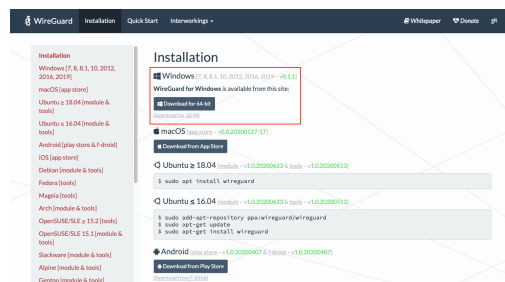 WireGuard Installation Quick Start Interworkings Whitepaper Donate
Installation
Windows [7, 8, 8.1, 10, 2012, 2016, 2019]
macOS [app store]
Ubuntu ≥ 18.04 [module & tools]
Ubuntu ≤ 16.04 [module & tools]
Android [play store & f-droid]
iOS [app store]
Debian [module & tools]
Fedora [tools]
Mageia [tools]
Arch [module & tools]
OpenSUSE/SLE ≥ 15.2 [tools]
OpenSUSE/SLE 15.1 [module & tools]
Slackware [module & tools]
Alpine [module & tools]
Gentoo [module & tools]
Installation
Windows [7, 8, 8.1, 10, 2012, 2016, 2019 – v0.1.1]
WireGuard for Windows is available from this site:
Download for 64-bit
Download for 32-bit
macOS [app store – v0.0.20200127-17]
Download from App Store
Ubuntu ≥ 18.04 [module – v1.0.20200623 & tools – v1.0.20200513]
$ sudo apt install wireguard
Ubuntu ≤ 16.04 [module – v1.0.20200623 & tools – v1.0.20200513]
$ sudo add-apt-repository ppa:wireguard/wireguard
$ sudo apt-get update
$ sudo apt-get install wireguard
Android [play store – v1.0.20200407 & f-droid – v1.0.20200407]
Download from Play Store
Download from F-Droid